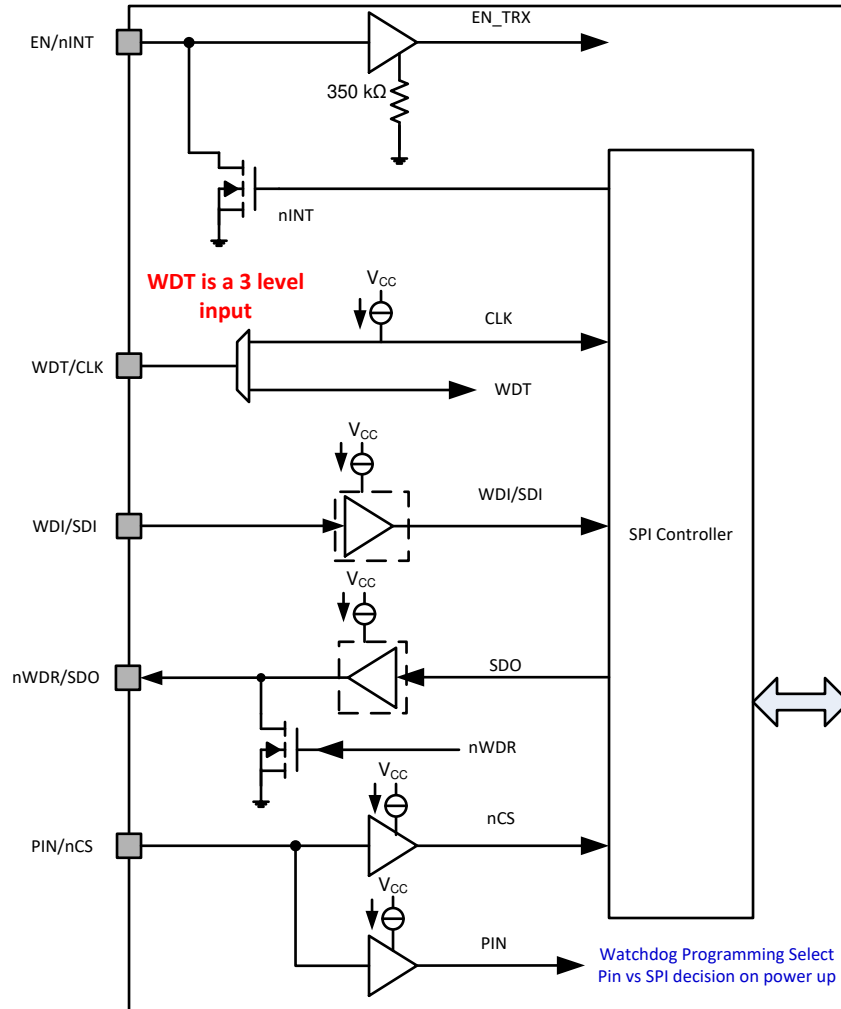 EN_TRX
EN/nINT
350 kΩ
nINT
WDT is a 3 level
input
VCC
CLK
WDT/CLK
WDT
VCC
WDI/SDI
WDI/SDI
SPI Controller
VCC
SDO
nWDR/SDO
nWDR
VCC
nCS
PIN/nCS
VCC
PIN
Watchdog Programming Select
Pin vs SPI decision on power up